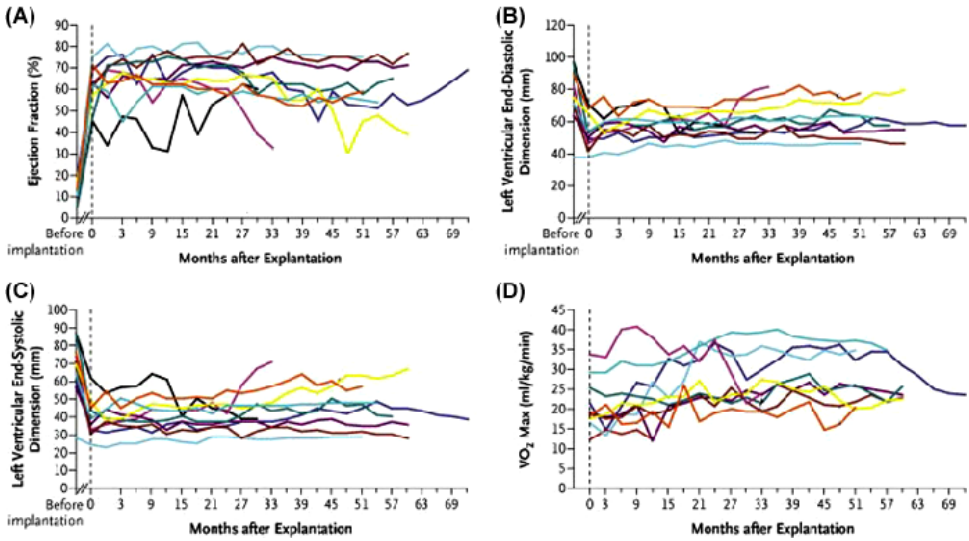 (A)
Ejection Fraction (%)
90
80
70
60
50
40
30
20
10
0
Before
implantation
0 3 9 15 21 27 33 39 45 51 57 63 69
Months after Explantation
(B)
Left Ventricular End-Diastolic
Dimension (mm)
120
100
80
60
40
20
0
Before
implantation
0 3 9 15 21 27 33 39 45 51 57 63 69
Months after Explantation
(C)
Left Ventricular End-Systolic
Dimension (mm)
100
90
80
70
60
50
40
30
20
10
0
Before
implantation
0 3 9 15 21 27 33 39 45 51 57 63 69
Months after Explantation
(D)
VO2 Max (ml/kg/min)
45
40
35
30
25
20
15
10
5
0
0 3 9 15 21 27 33 39 45 51 57 63 69
Months after Explantation